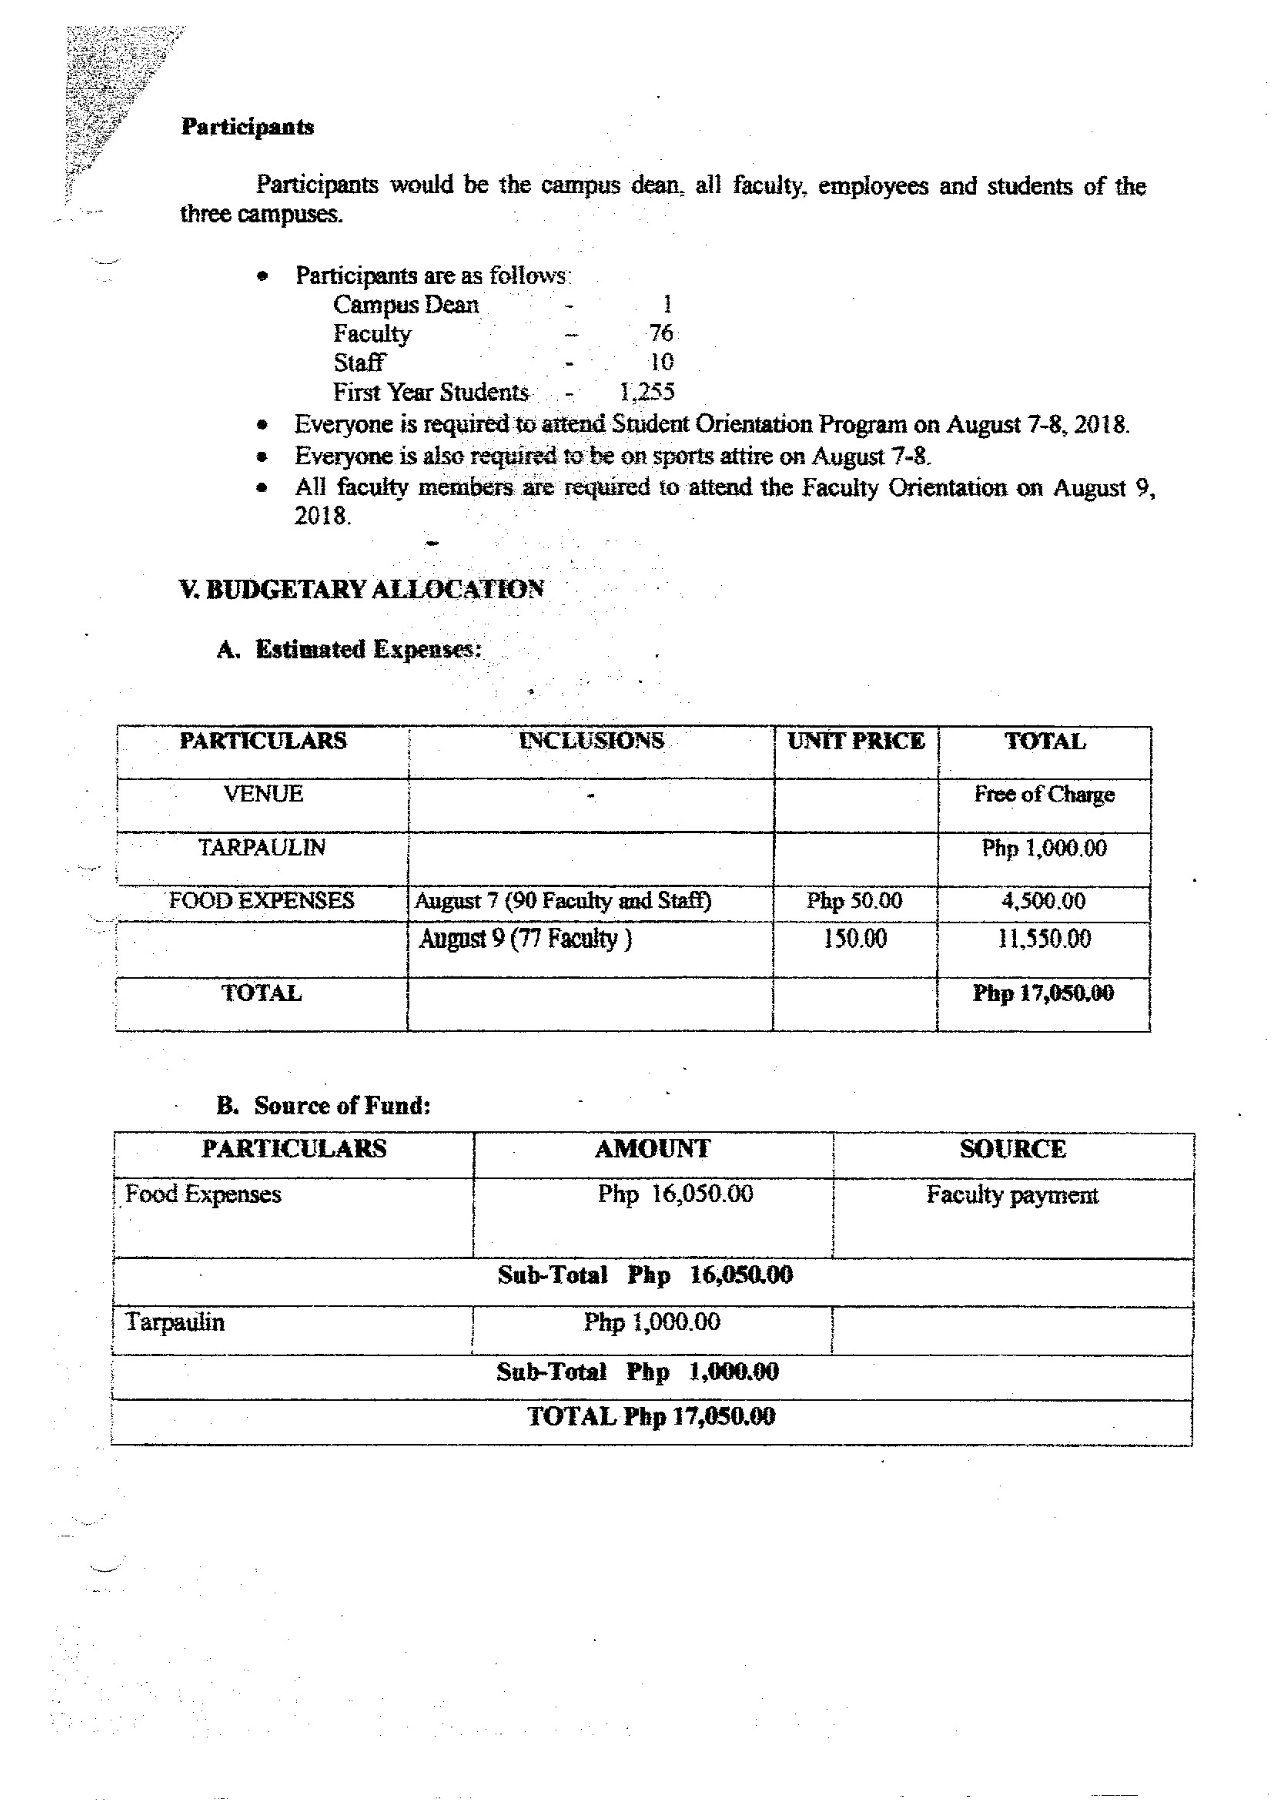 Participants
Participants would be the campus dean, all faculty, employees and students of the
three campuses.
• Participants are as follows:
Campus Dean - 1
Faculty – 76
Staff - 10
First Year Students - 1,255
• Everyone is required to attend Student Orientation Program on August 7-8, 2018.
• Everyone is also required to be on sports attire on August 7-8.
• All faculty members are required to attend the Faculty Orientation on August 9,
2018.
V. BUDGETARY ALLOCATION
A. Estimated Expenses:
PARTICULARS INCLUSIONS UNIT PRICE TOTAL
VENUE - Free of Charge
TARPAULIN Php 1,000.00
FOOD EXPENSES August 7 (90 Faculty and Staff) Php 50.00 4,500.00
August 9 (77 Faculty ) 150.00 11,550.00
TOTAL Php 17,050.00
B. Source of Fund:
PARTICULARS AMOUNT SOURCE
Food Expenses Php 16,050.00 Faculty payment
Sub-Total Php 16,050.00
Tarpaulin Php 1,000.00
Sub-Total Php 1,000.00
TOTAL Php 17,050.00